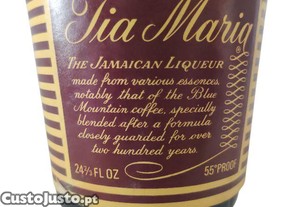 Tia Maria
®
THE JAMAICAN LIQUEUR
made from various essences,
notably that of the Blue
Mountain coffee, specially
blended after a formula
closely guarded for over
two hundred years.
24⅔ FL OZ 55° PROOF
CustoJusto.pt